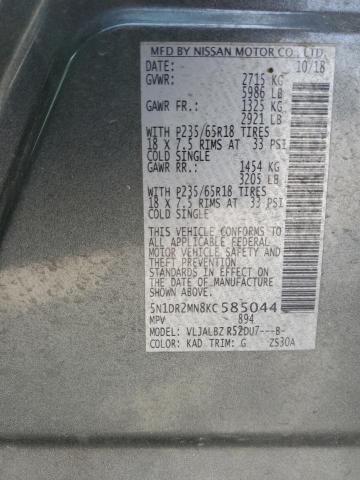 MFD BY NISSAN MOTOR CO., LTD.
DATE: 10/18
GVWR: 2715 KG
5986 LB
GAWR FR.: 1325 KG
2921 LB
WITH P235/65R18 TIRES
18 X 7.5 RIMS AT 33 PSI
COLD SINGLE
GAWR RR.: 1454 KG
3205 LB
WITH P235/65R18 TIRES
18 X 7.5 RIMS AT 33 PSI
COLD SINGLE
THIS VEHICLE CONFORMS TO ALL
APPLICABLE FEDERAL
MOTOR VEHICLE SAFETY
AND THEFT PREVENTION
STANDARDS IN EFFECT ON
THE DATE OF MANUFACTURE
SHOWN ABOVE.
5N1DR2MN8KC585044
MPV 894
VLJALBZ R52DU7---B-
COLOR: KAD TRIM: G ZS30A